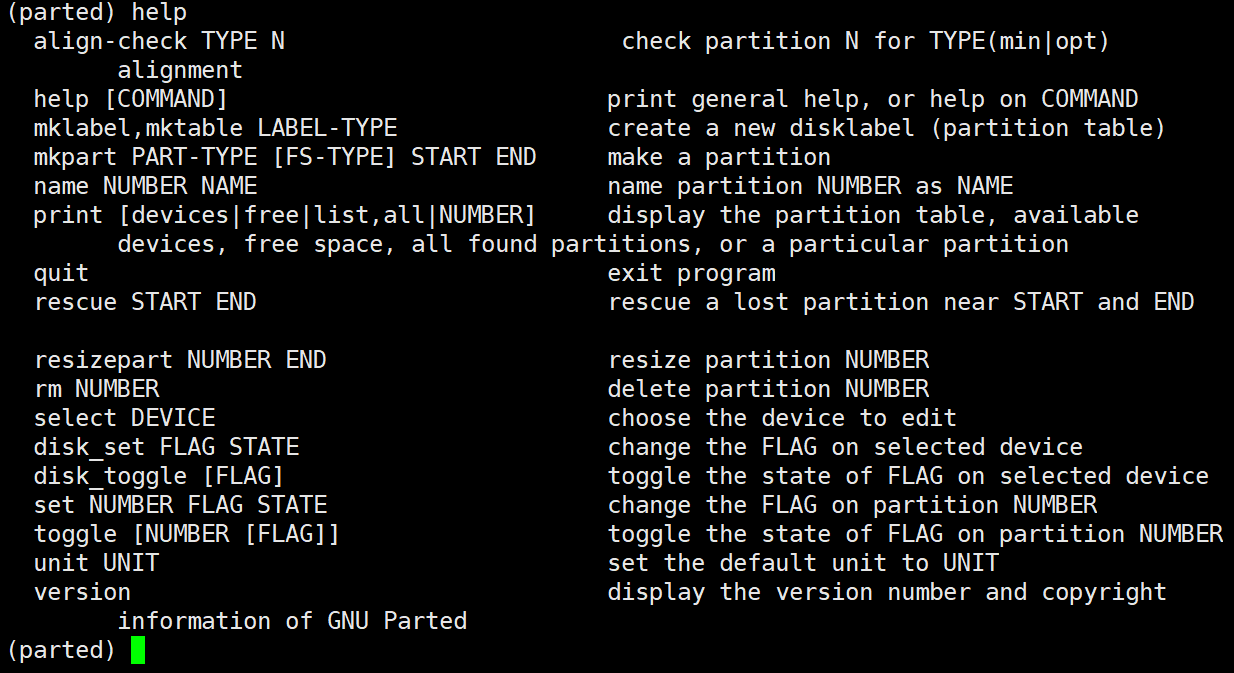 (parted) help
  align-check TYPE N                        check partition N for TYPE(min|opt)
        alignment
  help [COMMAND]                           print general help, or help on COMMAND
  mklabel,mktable LABEL-TYPE               create a new disklabel (partition table)
  mkpart PART-TYPE [FS-TYPE] START END     make a partition
  name NUMBER NAME                         name partition NUMBER as NAME
  print [devices|free|list,all|NUMBER]     display the partition table, available
        devices, free space, all found partitions, or a particular partition
  quit                                     exit program
  rescue START END                         rescue a lost partition near START and END

  resizepart NUMBER END                    resize partition NUMBER
  rm NUMBER                                delete partition NUMBER
  select DEVICE                            choose the device to edit
  disk_set FLAG STATE                      change the FLAG on selected device
  disk_toggle [FLAG]                       toggle the state of FLAG on selected device
  set NUMBER FLAG STATE                    change the FLAG on partition NUMBER
  toggle [NUMBER [FLAG]]                   toggle the state of FLAG on partition NUMBER
  unit UNIT                                set the default unit to UNIT
  version                                  display the version number and copyright
        information of GNU Parted
(parted)